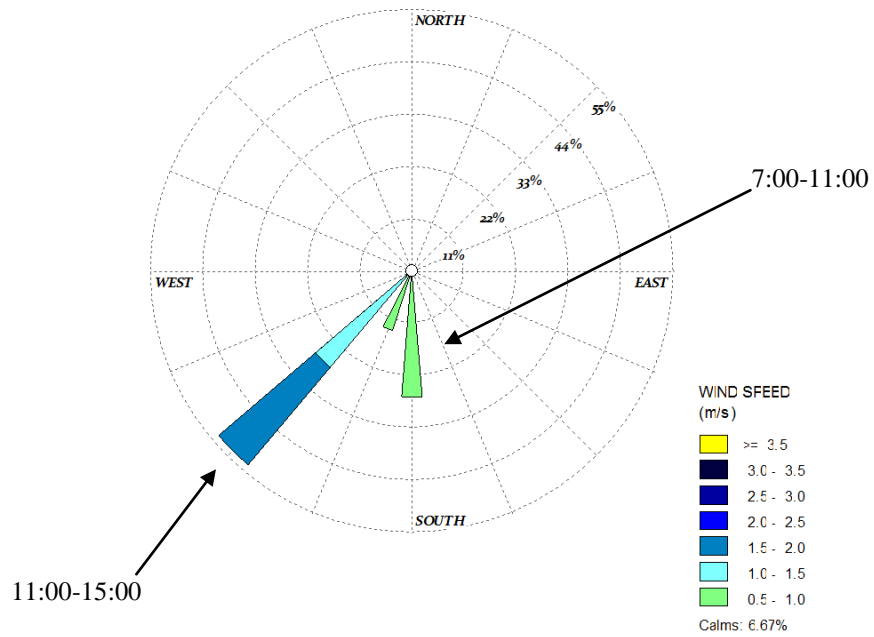 NORTH
55%
44%
33%
22%
11%
7:00-11:00
WEST
EAST
SOUTH
11:00-15:00
WIND SFEED
(m/s)
>= 3.5
3.0 - 3.5
2.5 - 3.0
2.0 - 2.5
1.5 - 2.0
1.0 - 1.5
0.5 - 1.0
Calms: 6.67%